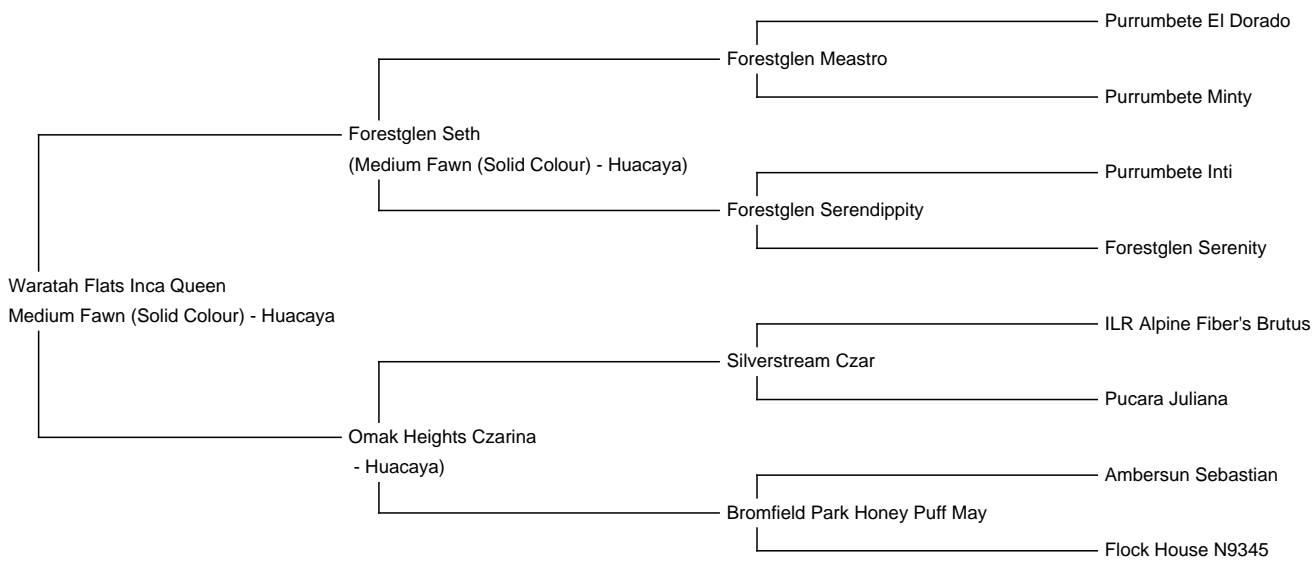 Purrumbete El Dorado
Forestglen Meastro
Purrumbete Minty
Forestglen Seth
(Medium Fawn (Solid Colour) - Huacaya)
Purrumbete Inti
Forestglen Serendippity
Forestglen Serenity
Waratah Flats Inca Queen
Medium Fawn (Solid Colour) - Huacaya
ILR Alpine Fiber's Brutus
Silverstream Czar
Pucara Juliana
Omak Heights Czarina
- Huacaya)
Ambersun Sebastian
Bromfield Park Honey Puff May
Flock House N9345